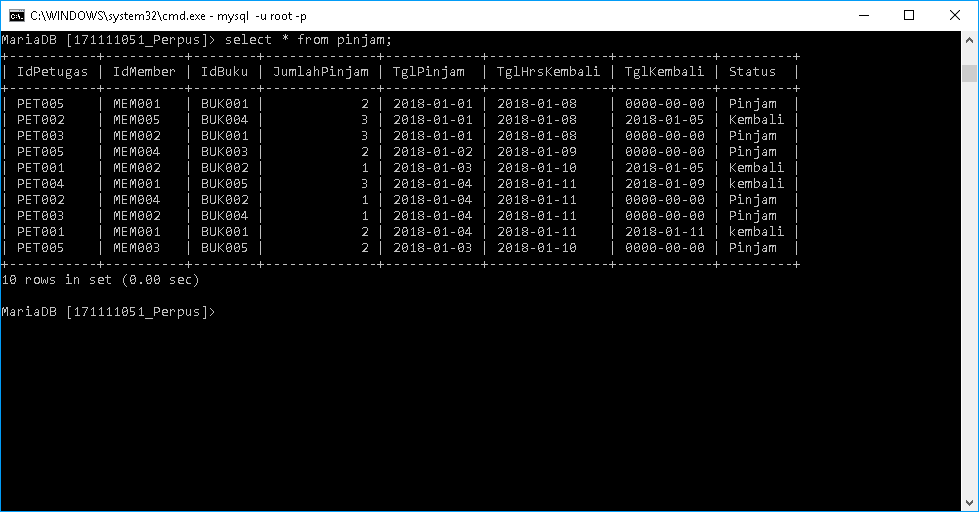 C:\WINDOWS\system32\cmd.exe - mysql -u root -p
MariaDB [171111051_Perpus]> select * from pinjam;
+-----------+-----------+---------+--------------+------------+---------------+------------+---------+
| IdPetugas | IdMember | IdBuku | JumlahPinjam | TglPinjam | TglHrsKembali | TglKembali | Status |
+-----------+-----------+---------+--------------+------------+---------------+------------+---------+
| PET005 | MEM001 | BUK001 | 2 | 2018-01-01 | 2018-01-08 | 0000-00-00 | Pinjam |
| PET002 | MEM005 | BUK004 | 3 | 2018-01-01 | 2018-01-08 | 2018-01-05 | Kembali |
| PET003 | MEM002 | BUK001 | 3 | 2018-01-01 | 2018-01-08 | 0000-00-00 | Pinjam |
| PET005 | MEM004 | BUK003 | 2 | 2018-01-02 | 2018-01-09 | 0000-00-00 | Pinjam |
| PET001 | MEM002 | BUK002 | 1 | 2018-01-03 | 2018-01-10 | 2018-01-05 | Kembali |
| PET004 | MEM001 | BUK005 | 3 | 2018-01-04 | 2018-01-11 | 2018-01-09 | kembali |
| PET002 | MEM004 | BUK002 | 1 | 2018-01-04 | 2018-01-11 | 0000-00-00 | Pinjam |
| PET003 | MEM002 | BUK004 | 1 | 2018-01-04 | 2018-01-11 | 0000-00-00 | Pinjam |
| PET001 | MEM001 | BUK001 | 2 | 2018-01-04 | 2018-01-11 | 2018-01-11 | kembali |
| PET005 | MEM003 | BUK005 | 2 | 2018-01-03 | 2018-01-10 | 0000-00-00 | Pinjam |
+-----------+-----------+---------+--------------+------------+---------------+------------+---------+
10 rows in set (0.00 sec)
MariaDB [171111051_Perpus]>